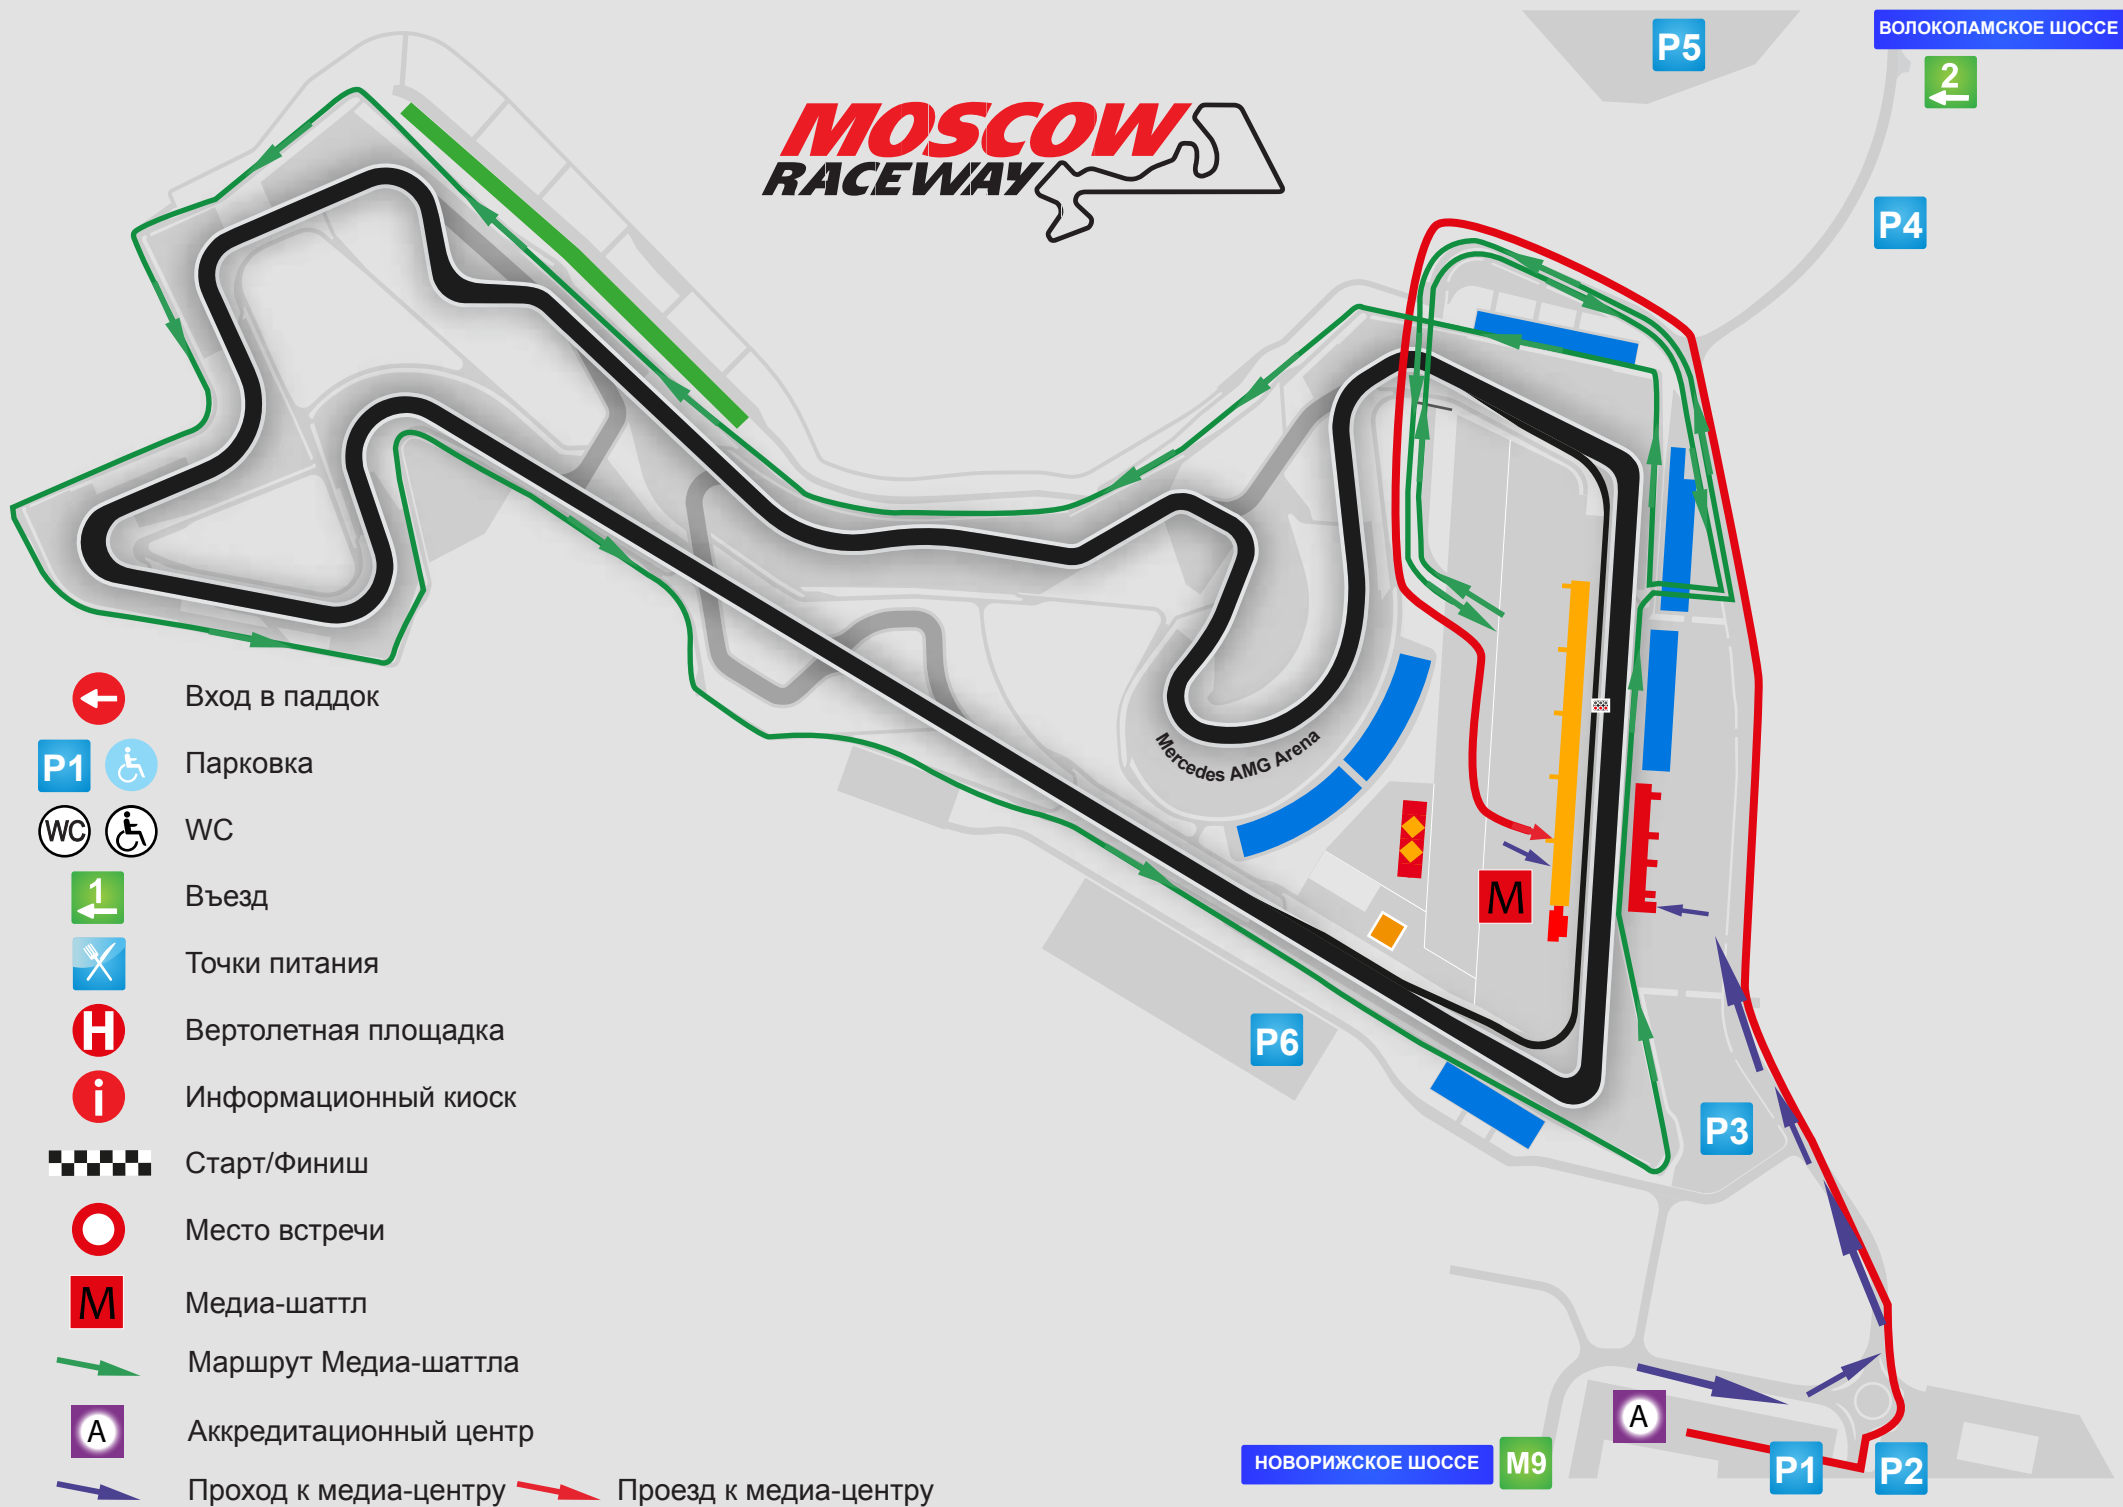 P5
ВОЛОКОЛАМСКОЕ ШОССЕ
2
MOSCOW
RACEWAY
P4
Mercedes AMG Arena
M
P6
P3
Вход в паддок
P1
Парковка
WC
WC
1
Въезд
Точки питания
H
Вертолетная площадка
i
Информационный киоск
Старт/Финиш
Место встречи
M
Медиа-шаттл
Маршрут Медиа-шаттла
A
Аккредитационный центр
Проход к медиа-центру
Проезд к медиа-центру
A
НОВОРИЖСКОЕ ШОССЕ
M9
P1
P2